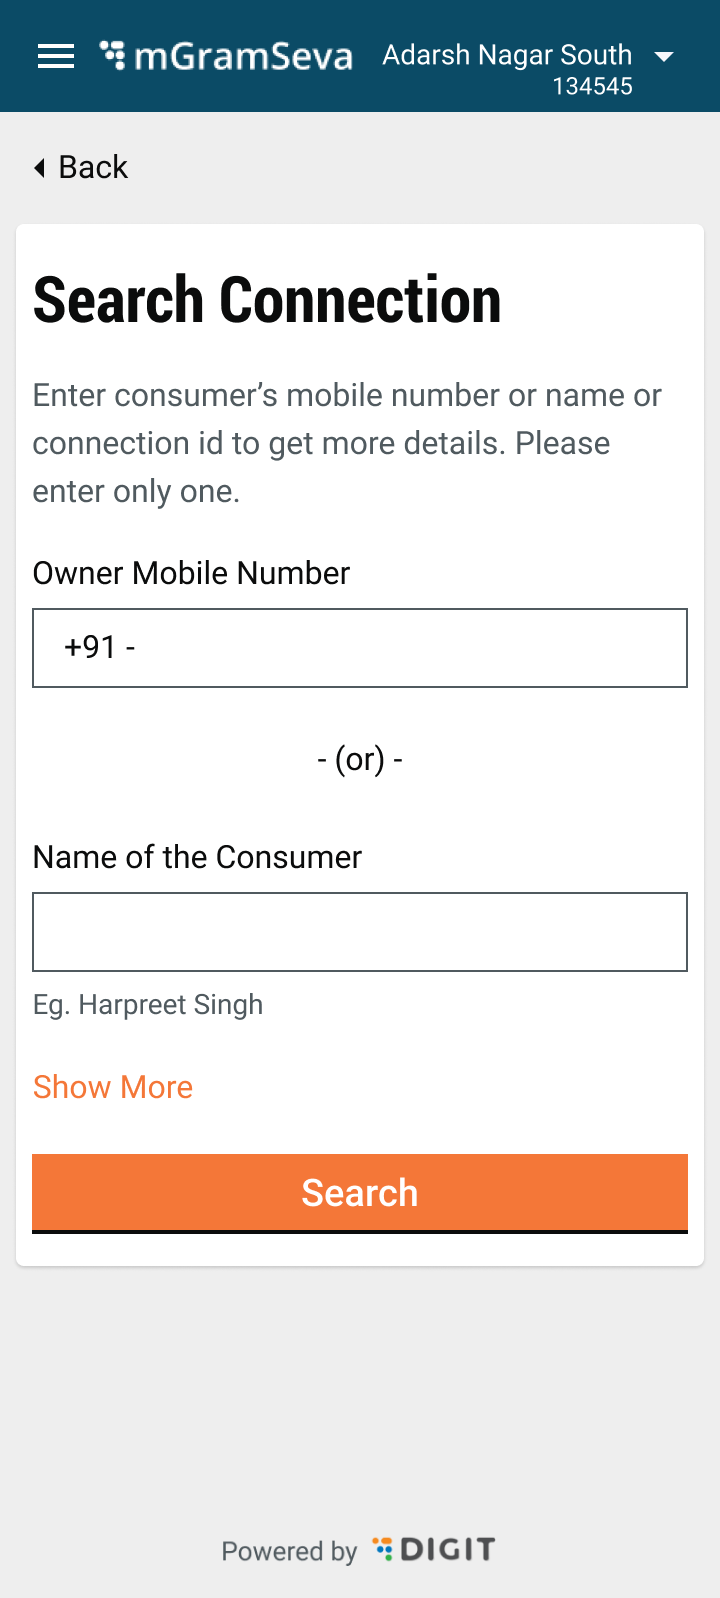 mGramSeva
Adarsh Nagar South
134545
Back
Search Connection
Enter consumer’s mobile number or name or
connection id to get more details. Please
enter only one.
Owner Mobile Number
+91 -
- (or) -
Name of the Consumer
Eg. Harpreet Singh
Show More
Search
Powered by DIGIT